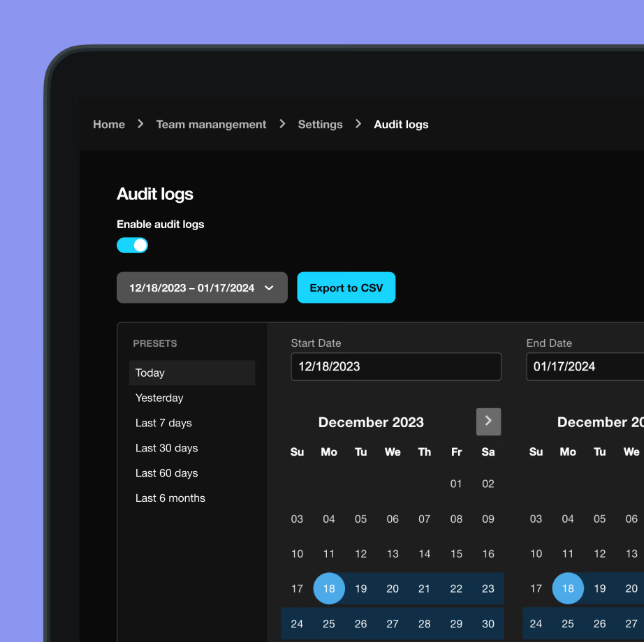 Home > Team manangement > Settings > Audit logs
Audit logs
Enable audit logs
12/18/2023 – 01/17/2024 Export to CSV
PRESETS
Today
Yesterday
Last 7 days
Last 30 days
Last 60 days
Last 6 months
Start Date End Date
12/18/2023 01/17/2024
December 2023 > December 20
Su Mo Tu We Th Fr Sa Su Mo Tu We
01 02
03 04 05 06 07 08 09 03 04 05 06
10 11 12 13 14 15 16 10 11 12 13
17 18 19 20 21 22 23 17 18 19 20
24 25 26 27 28 29 30 24 25 26 27